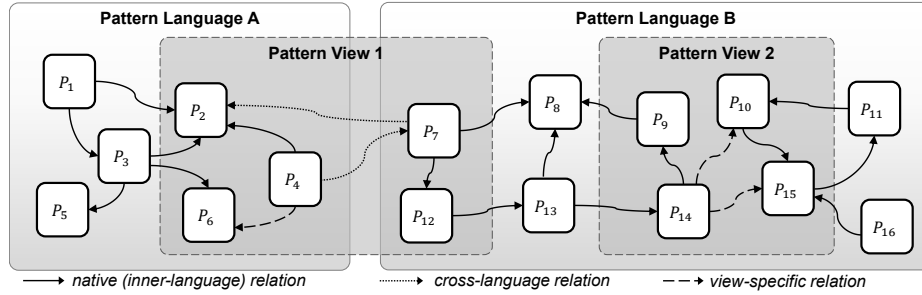 Pattern Language A
Pattern Language B
Pattern View 1
Pattern View 2
P1
P2
P3
P4
P5
P6
P7
P8
P9
P10
P11
P12
P13
P14
P15
P16
native (inner-language) relation
cross-language relation
view-specific relation